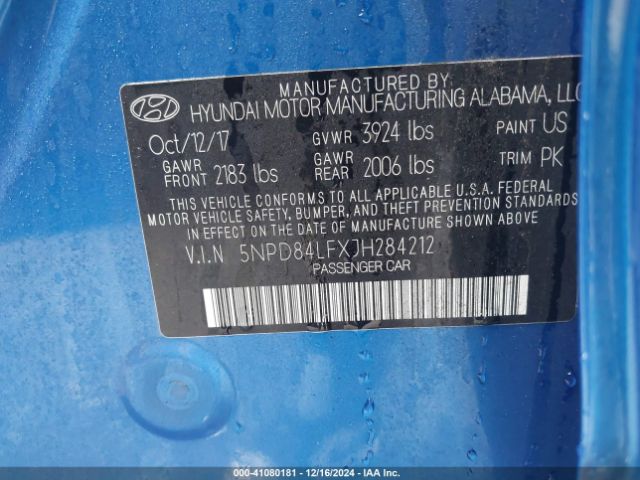 MANUFACTURED BY
HYUNDAI MOTOR MANUFACTURING ALABAMA, LLC
Oct/12/17 GVWR 3924 lbs PAINT US
GAWR FRONT 2183 lbs GAWR REAR 2006 lbs TRIM PK
THIS VEHICLE CONFORMS TO ALL APPLICABLE U.S.A. FEDERAL
MOTOR VEHICLE SAFETY, BUMPER, AND THEFT PREVENTION STANDARDS
IN EFFECT ON THE DATE OF MANUFACTURE SHOWN ABOVE.
V.I.N 5NPD84LFXJH284212
PASSENGER CAR
000-41080181 - 12/16/2024 - IAA Inc.